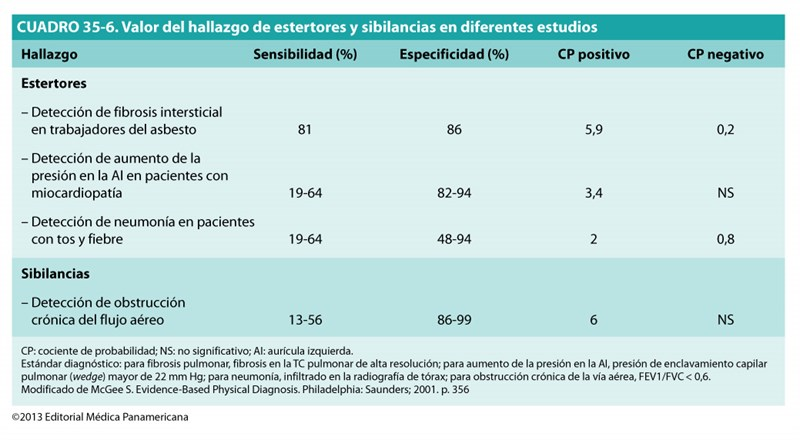 CUADRO 35-6. Valor del hallazgo de estertores y sibilancias en diferentes estudios
Hallazgo Sensibilidad (%) Especificidad (%) CP positivo CP negativo
Estertores
– Detección de fibrosis intersticial
en trabajadores del asbesto 81 86 5,9 0,2
– Detección de aumento de la
presión en la AI en pacientes con
miocardiopatía 19-64 82-94 3,4 NS
– Detección de neumonía en pacientes
con tos y fiebre 19-64 48-94 2 0,8
Sibilancias
– Detección de obstrucción
crónica del flujo aéreo 13-56 86-99 6 NS
CP: cociente de probabilidad; NS: no significativo; AI: aurícula izquierda.
Estándar diagnóstico: para fibrosis pulmonar, fibrosis en la TC pulmonar de alta resolución; para aumento de la presión en la AI, presión de enclavamiento capilar
pulmonar (wedge) mayor de 22 mm Hg; para neumonía, infiltrado en la radiografía de tórax; para obstrucción crónica de la vía aérea, FEV1/FVC < 0,6.
Modificado de McGee S. Evidence-Based Physical Diagnosis. Philadelphia: Saunders; 2001. p. 356
©2013 Editorial Médica Panamericana